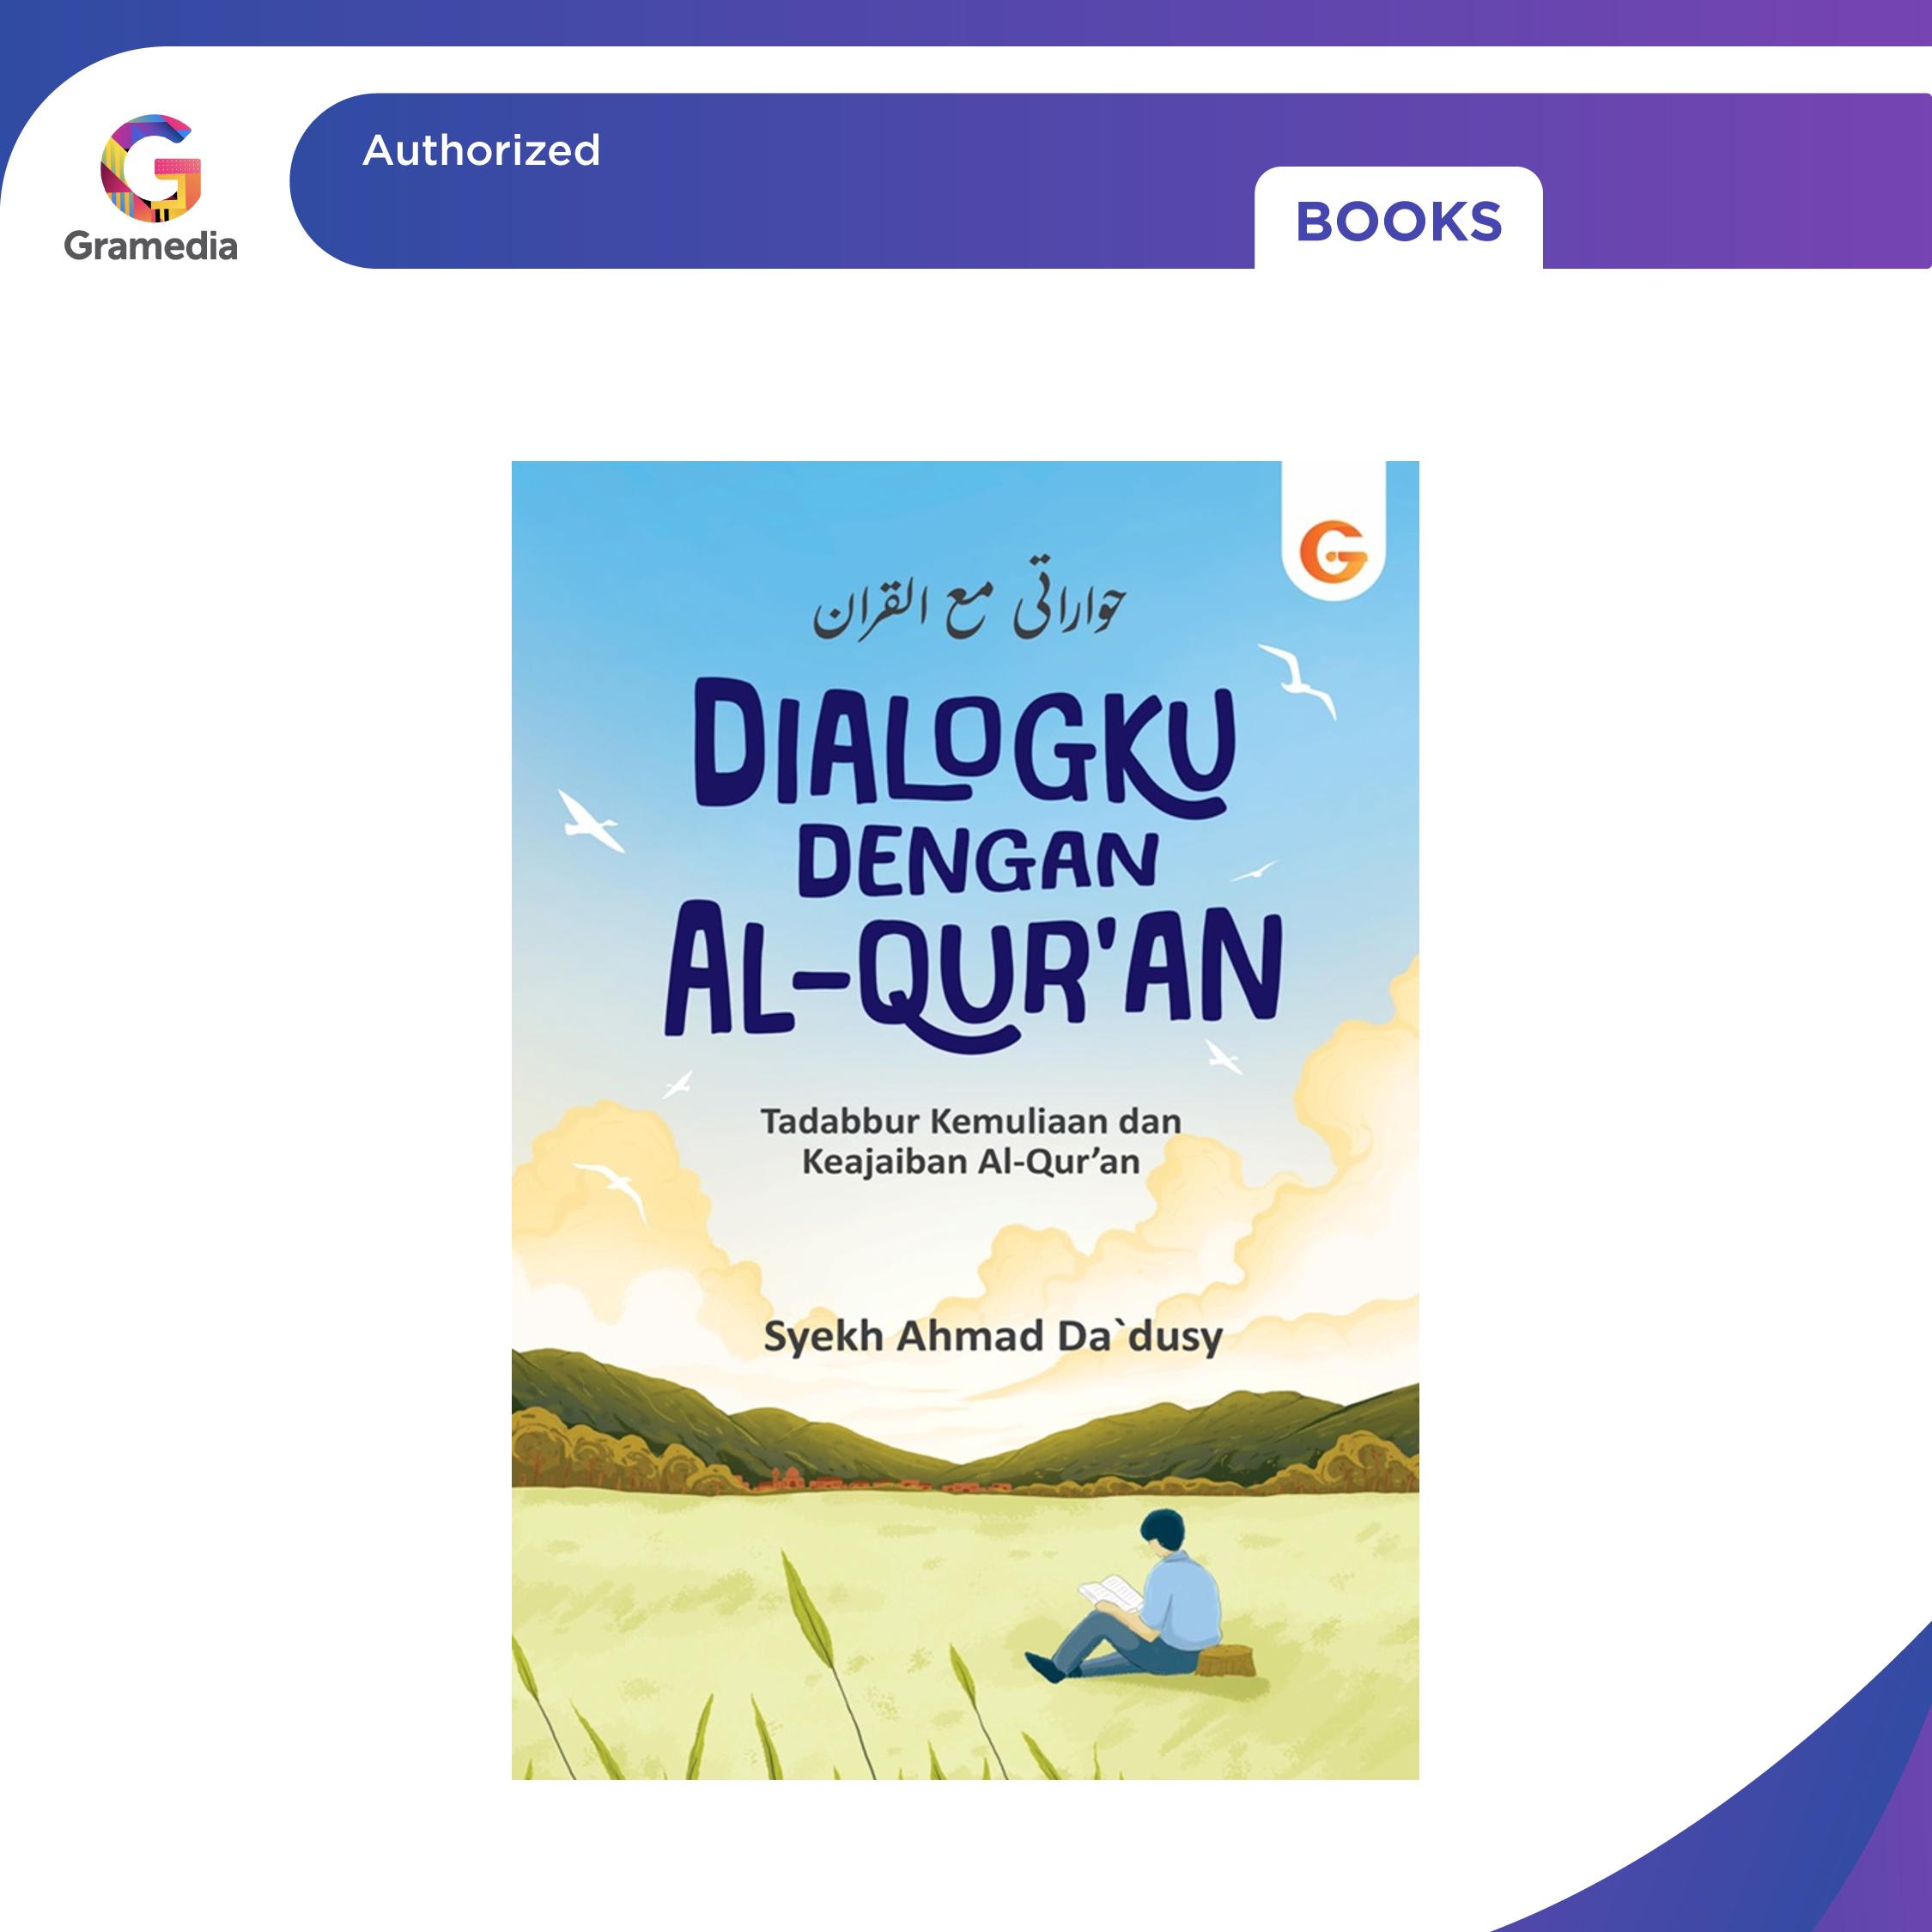 Authorized
Gramedia
BOOKS
حواراتى مع القران
DIALOGKU
DENGAN
AL-QUR'AN
Tadabbur Kemuliaan dan
Keajaiban Al-Qur’an
Syekh Ahmad Da`dusy